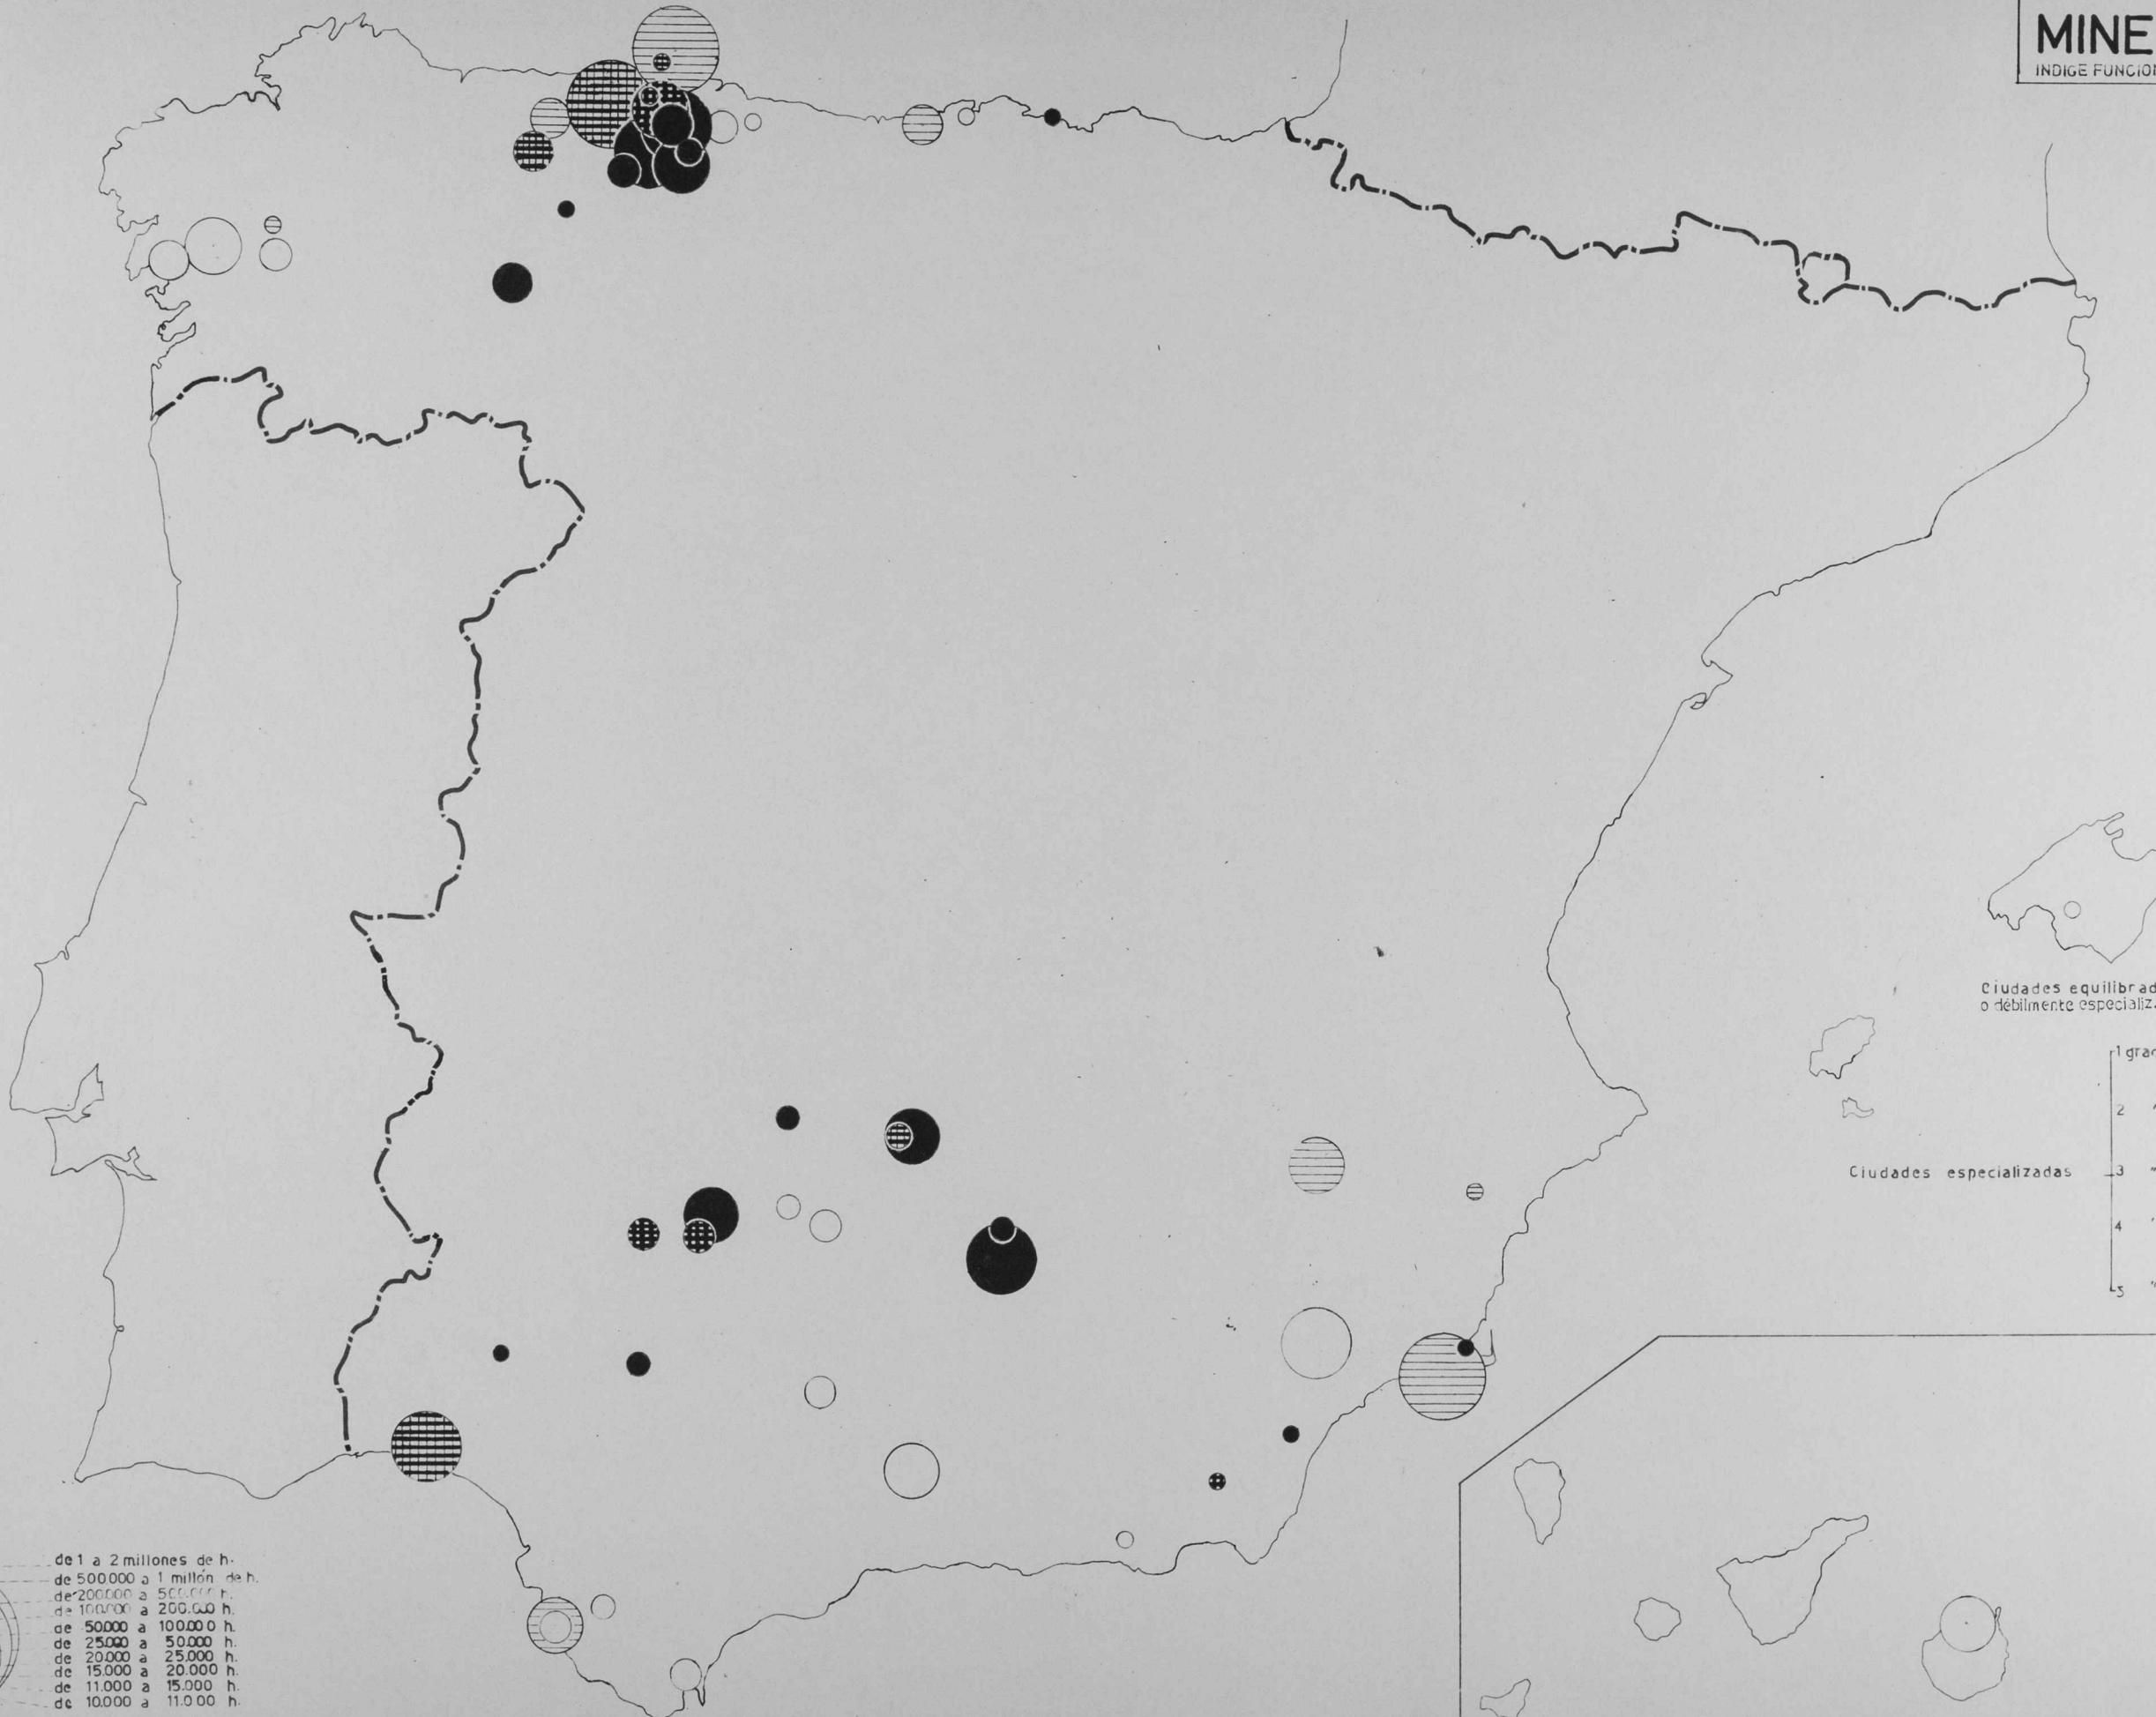 MINE
INDICE FUNCION
Ciudades equilibrad
o débilmente especializ
1 grad
2
Ciudades especializadas
3
4
5
de 1 a 2 millones de h.
de 500.000 a 1 millón de h.
de 200.000 a 500.000 h.
de 100.000 a 200.000 h.
de 50.000 a 100.000 h.
de 25.000 a 50.000 h.
de 20.000 a 25.000 h.
de 15.000 a 20.000 h.
de 11.000 a 15.000 h.
de 10.000 a 11.000 h.